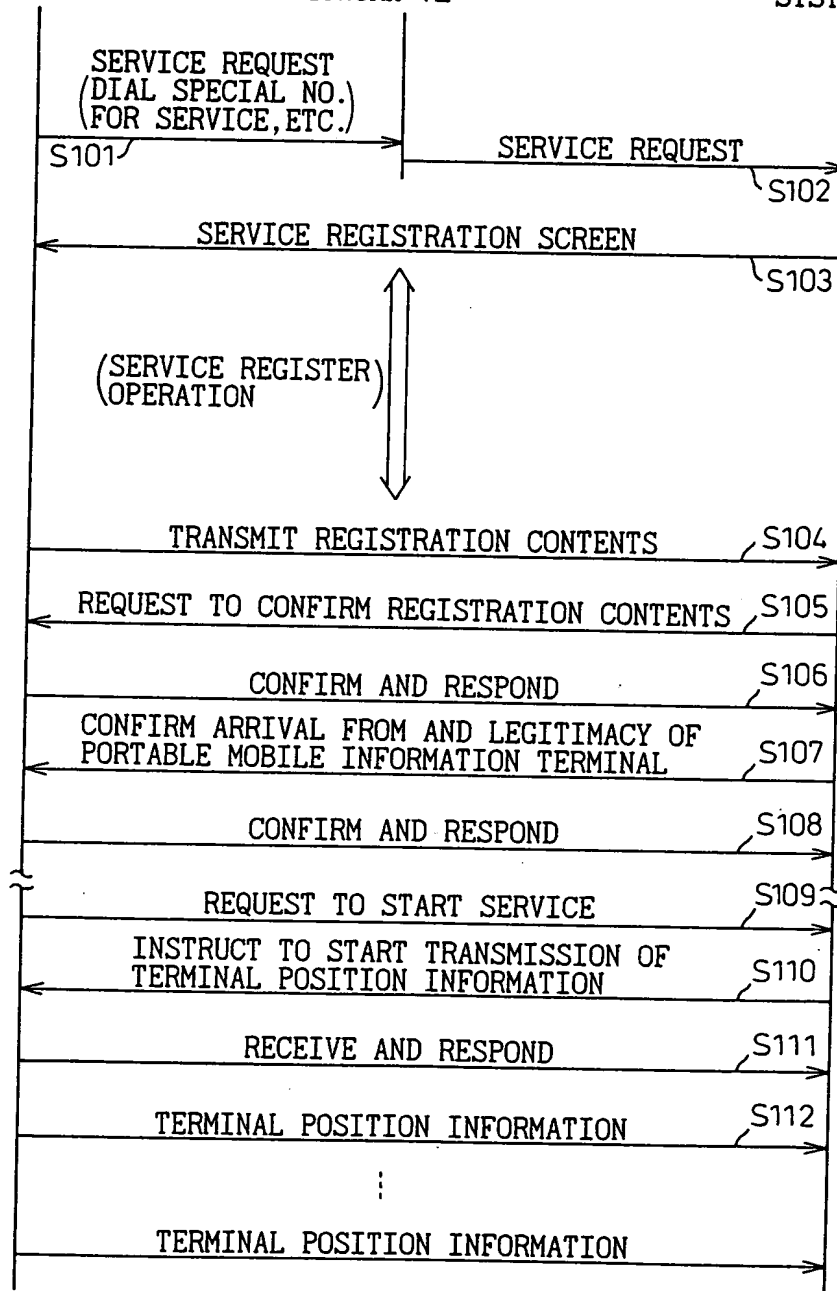 SERVICE REQUEST
(DIAL SPECIAL NO.
FOR SERVICE, ETC.)
S101
SERVICE REQUEST
S102
SERVICE REGISTRATION SCREEN
S103
(SERVICE REGISTER
OPERATION)
TRANSMIT REGISTRATION CONTENTS
S104
REQUEST TO CONFIRM REGISTRATION CONTENTS
S105
CONFIRM AND RESPOND
S106
CONFIRM ARRIVAL FROM AND LEGITIMACY OF
PORTABLE MOBILE INFORMATION TERMINAL
S107
CONFIRM AND RESPOND
S108
REQUEST TO START SERVICE
S109
INSTRUCT TO START TRANSMISSION OF
TERMINAL POSITION INFORMATION
S110
RECEIVE AND RESPOND
S111
TERMINAL POSITION INFORMATION
S112
TERMINAL POSITION INFORMATION